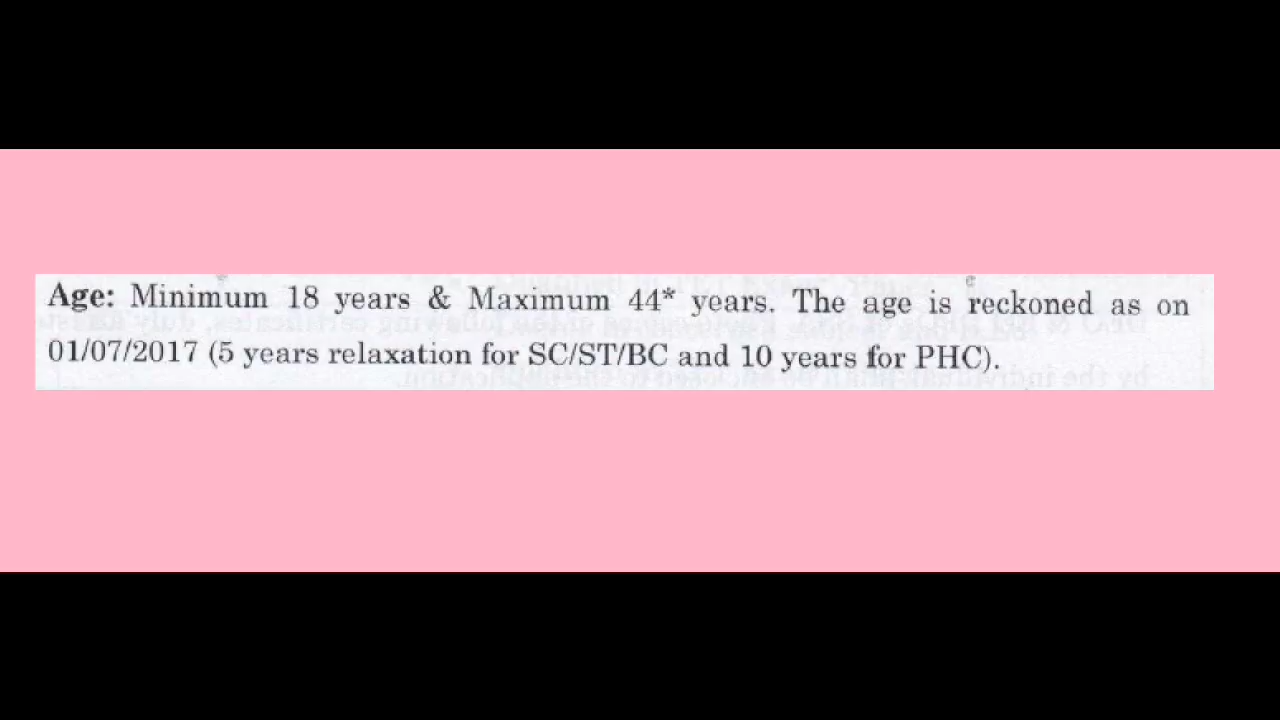 Age: Minimum 18 years & Maximum 44* years. The age is reckoned as on
01/07/2017 (5 years relaxation for SC/ST/BC and 10 years for PHC).